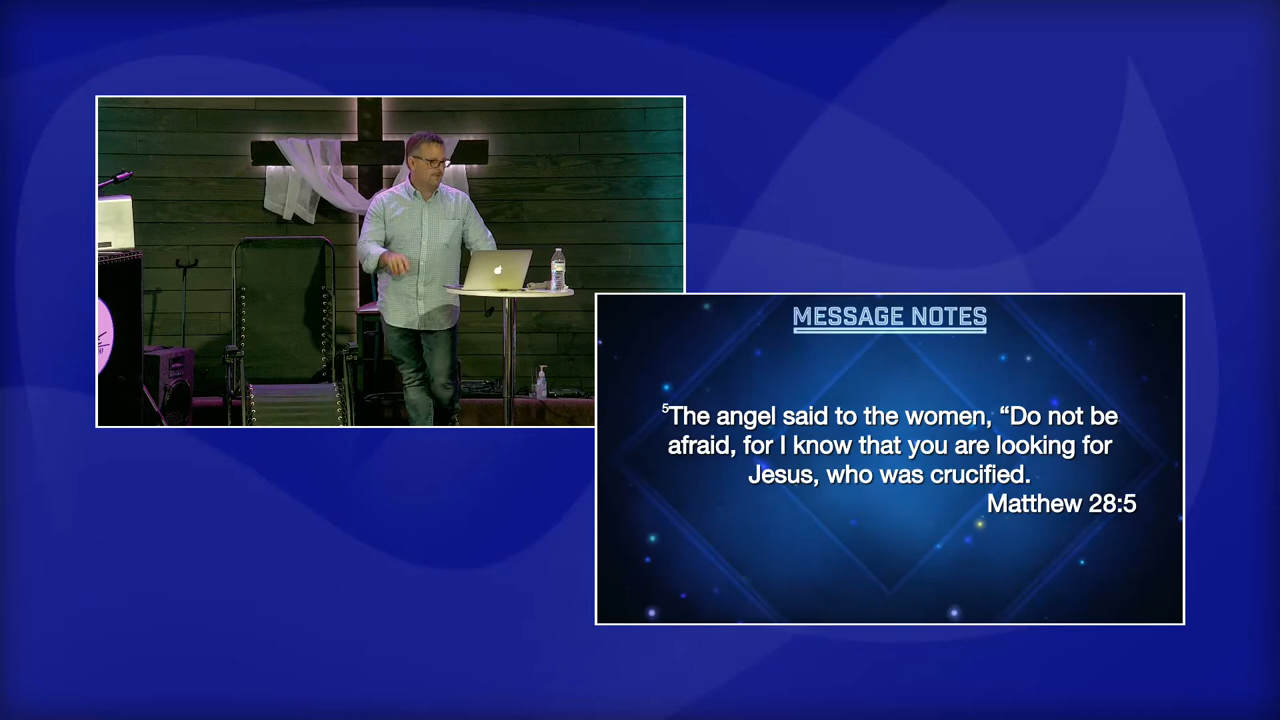 MESSAGE NOTES
⁵The angel said to the women, “Do not be
afraid, for I know that you are looking for
Jesus, who was crucified.
Matthew 28:5